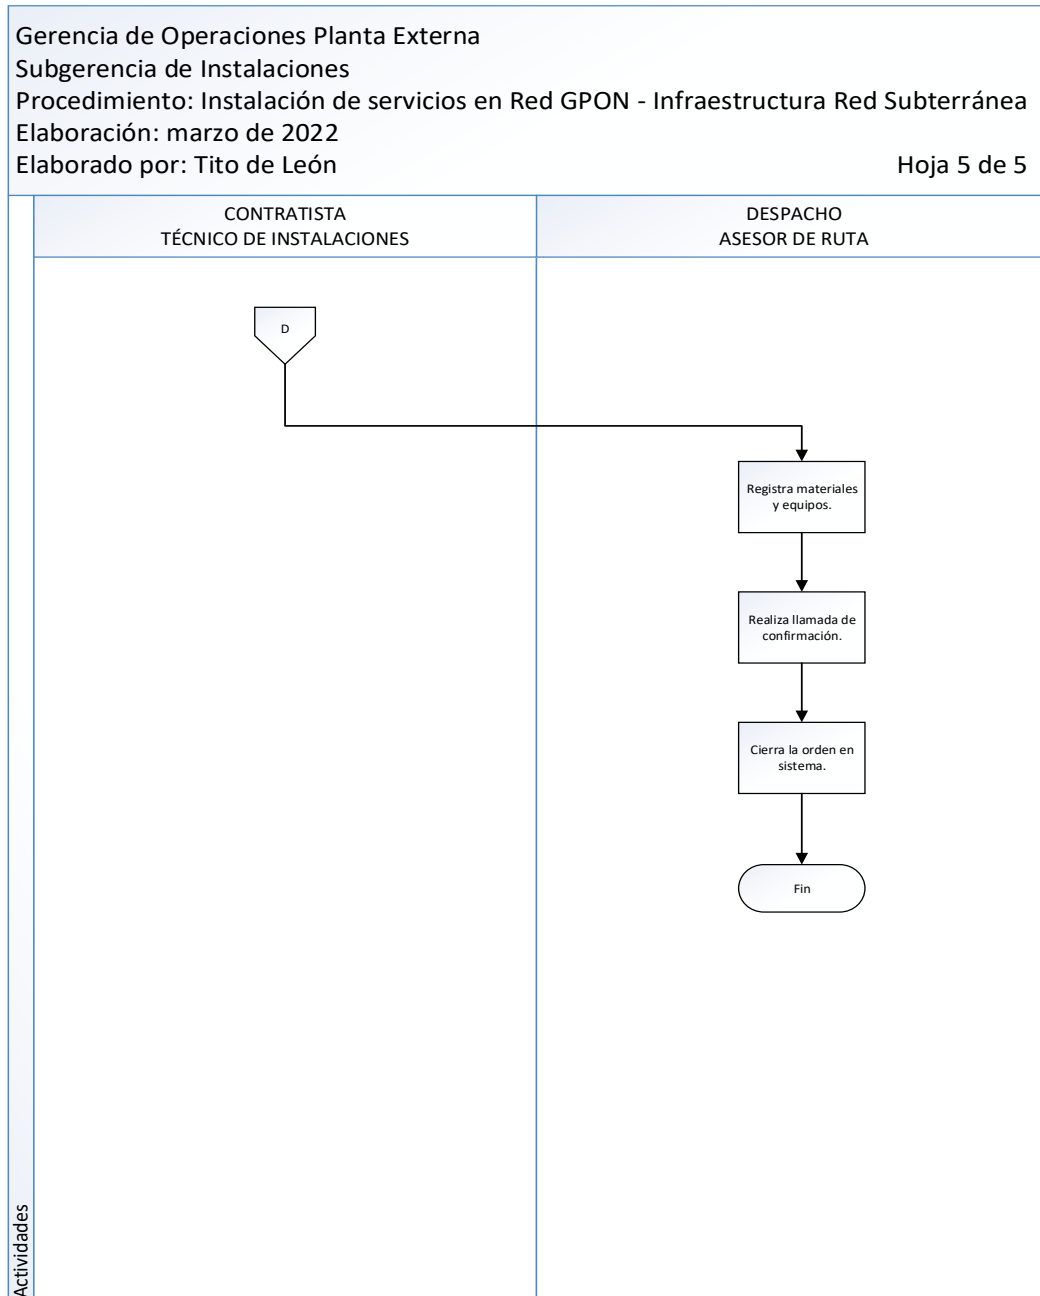 Gerencia de Operaciones Planta Externa
Subgerencia de Instalaciones
Procedimiento: Instalación de servicios en Red GPON - Infraestructura Red Subterránea
Elaboración: marzo de 2022
Elaborado por: Tito de León Hoja 5 de 5
CONTRATISTA
TÉCNICO DE INSTALACIONES
DESPACHO
ASESOR DE RUTA
D
Registra materiales
y equipos.
Realiza llamada de
confirmación.
Cierra la orden en
sistema.
Fin
Actividades